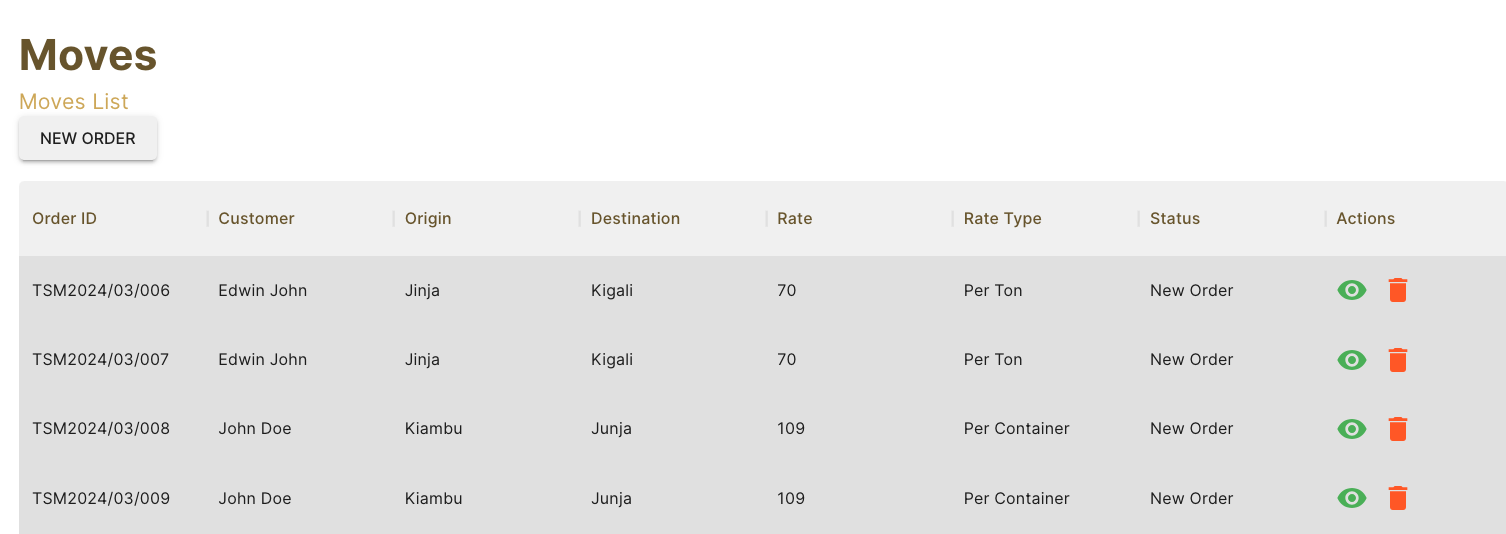 Moves
Moves List
NEW ORDER
Order ID Customer Origin Destination Rate Rate Type Status Actions
TSM2024/03/006 Edwin John Jinja Kigali 70 Per Ton New Order
TSM2024/03/007 Edwin John Jinja Kigali 70 Per Ton New Order
TSM2024/03/008 John Doe Kiambu Junja 109 Per Container New Order
TSM2024/03/009 John Doe Kiambu Junja 109 Per Container New Order